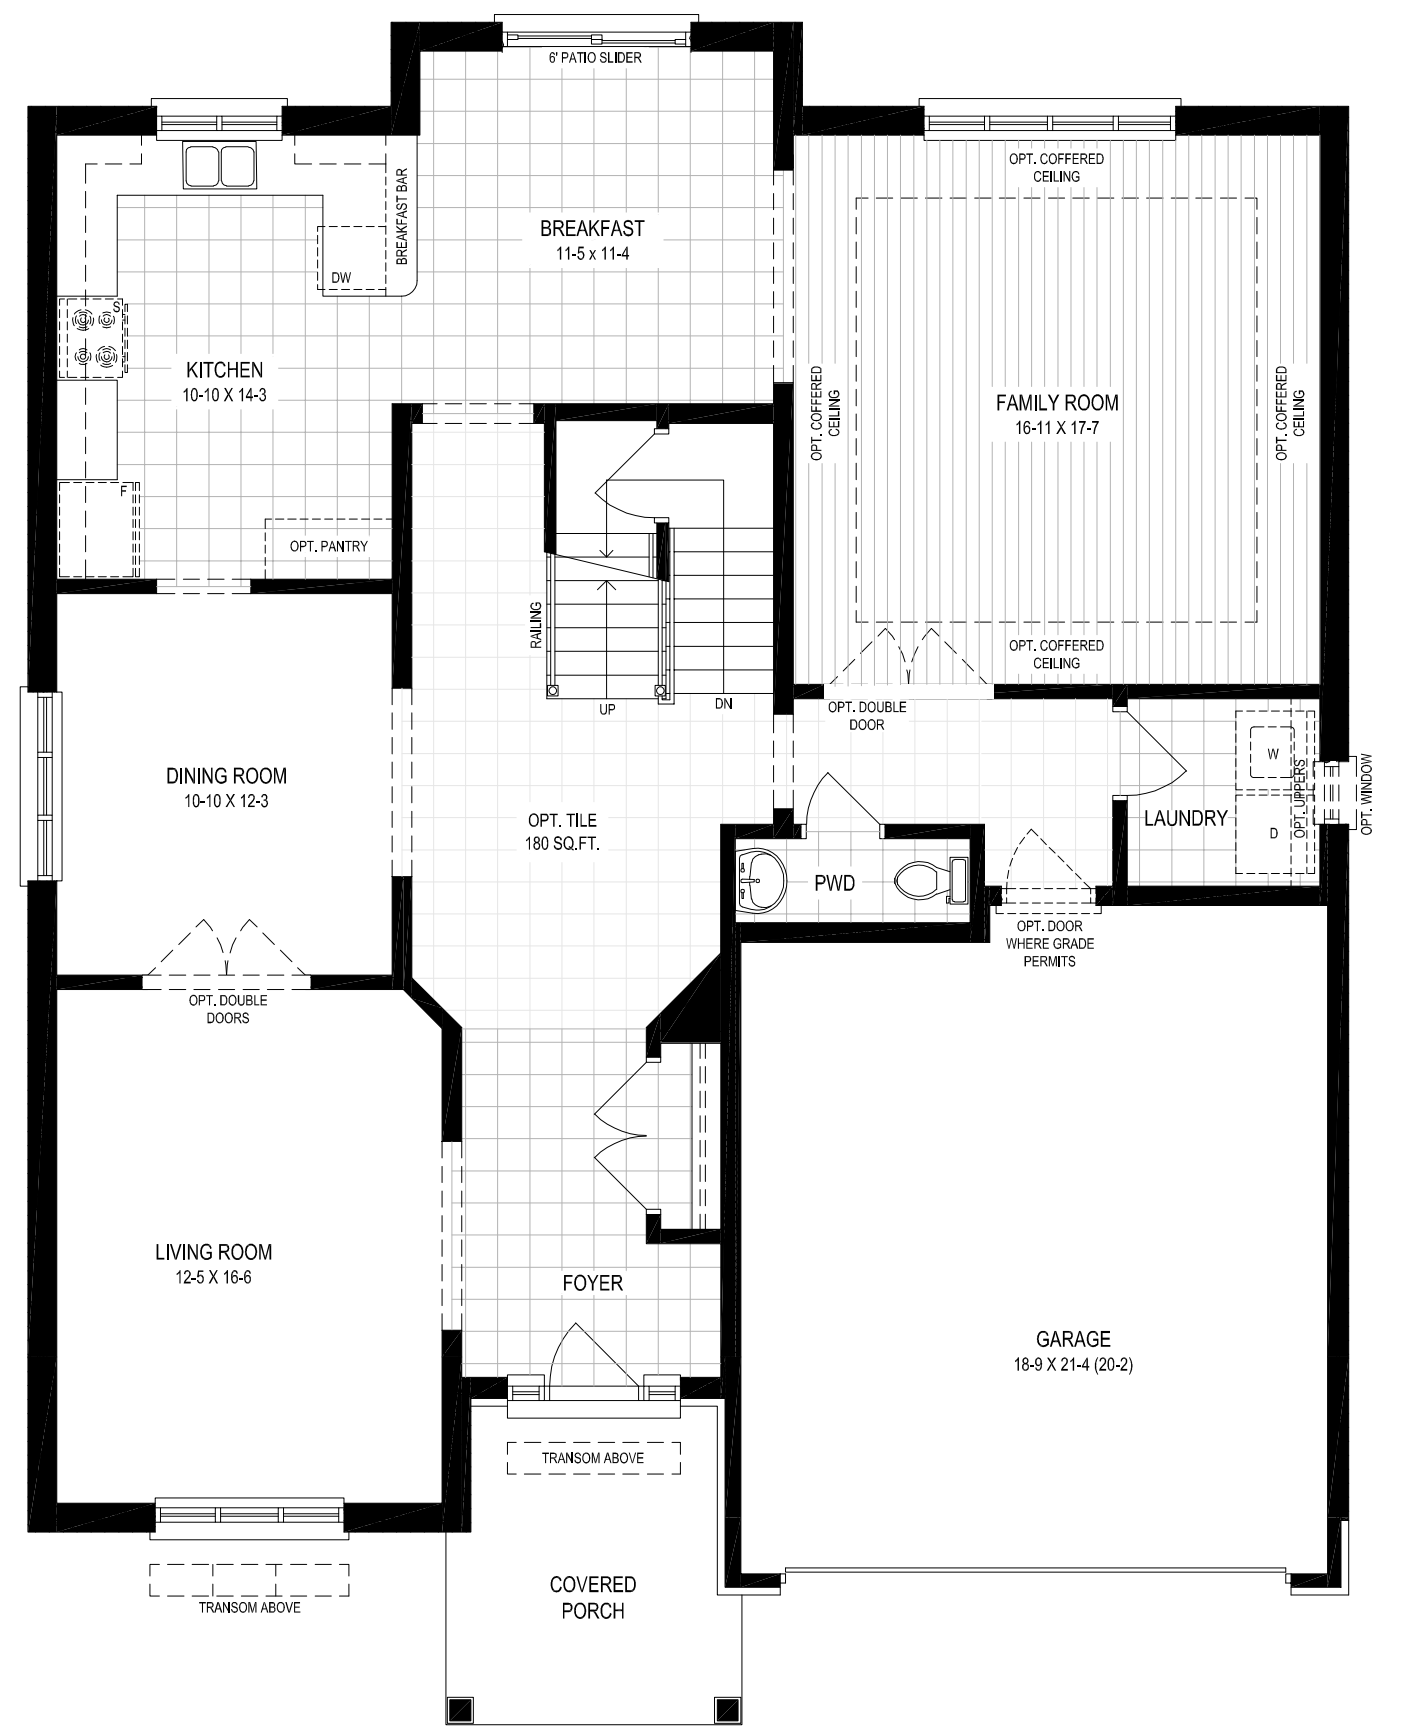 6' PATIO SLIDER
OPT. COFFERED
CEILING
BREAKFAST BAR
BREAKFAST
11-5 x 11-4
DW
S
KITCHEN
10-10 X 14-3
OPT. COFFERED
CEILING
FAMILY ROOM
16-11 X 17-7
OPT. COFFERED
CEILING
F
OPT. PANTRY
RAILING
OPT. COFFERED
CEILING
UP
DN
OPT. DOUBLE
DOOR
DINING ROOM
10-10 X 12-3
W
OPT. UPPERS
OPT. WINDOW
OPT. TILE
180 SQ.FT.
LAUNDRY
D
PWD
OPT. DOOR
WHERE GRADE
PERMITS
OPT. DOUBLE
DOORS
LIVING ROOM
12-5 X 16-6
FOYER
GARAGE
18-9 X 21-4 (20-2)
TRANSOM ABOVE
COVERED
PORCH
TRANSOM ABOVE